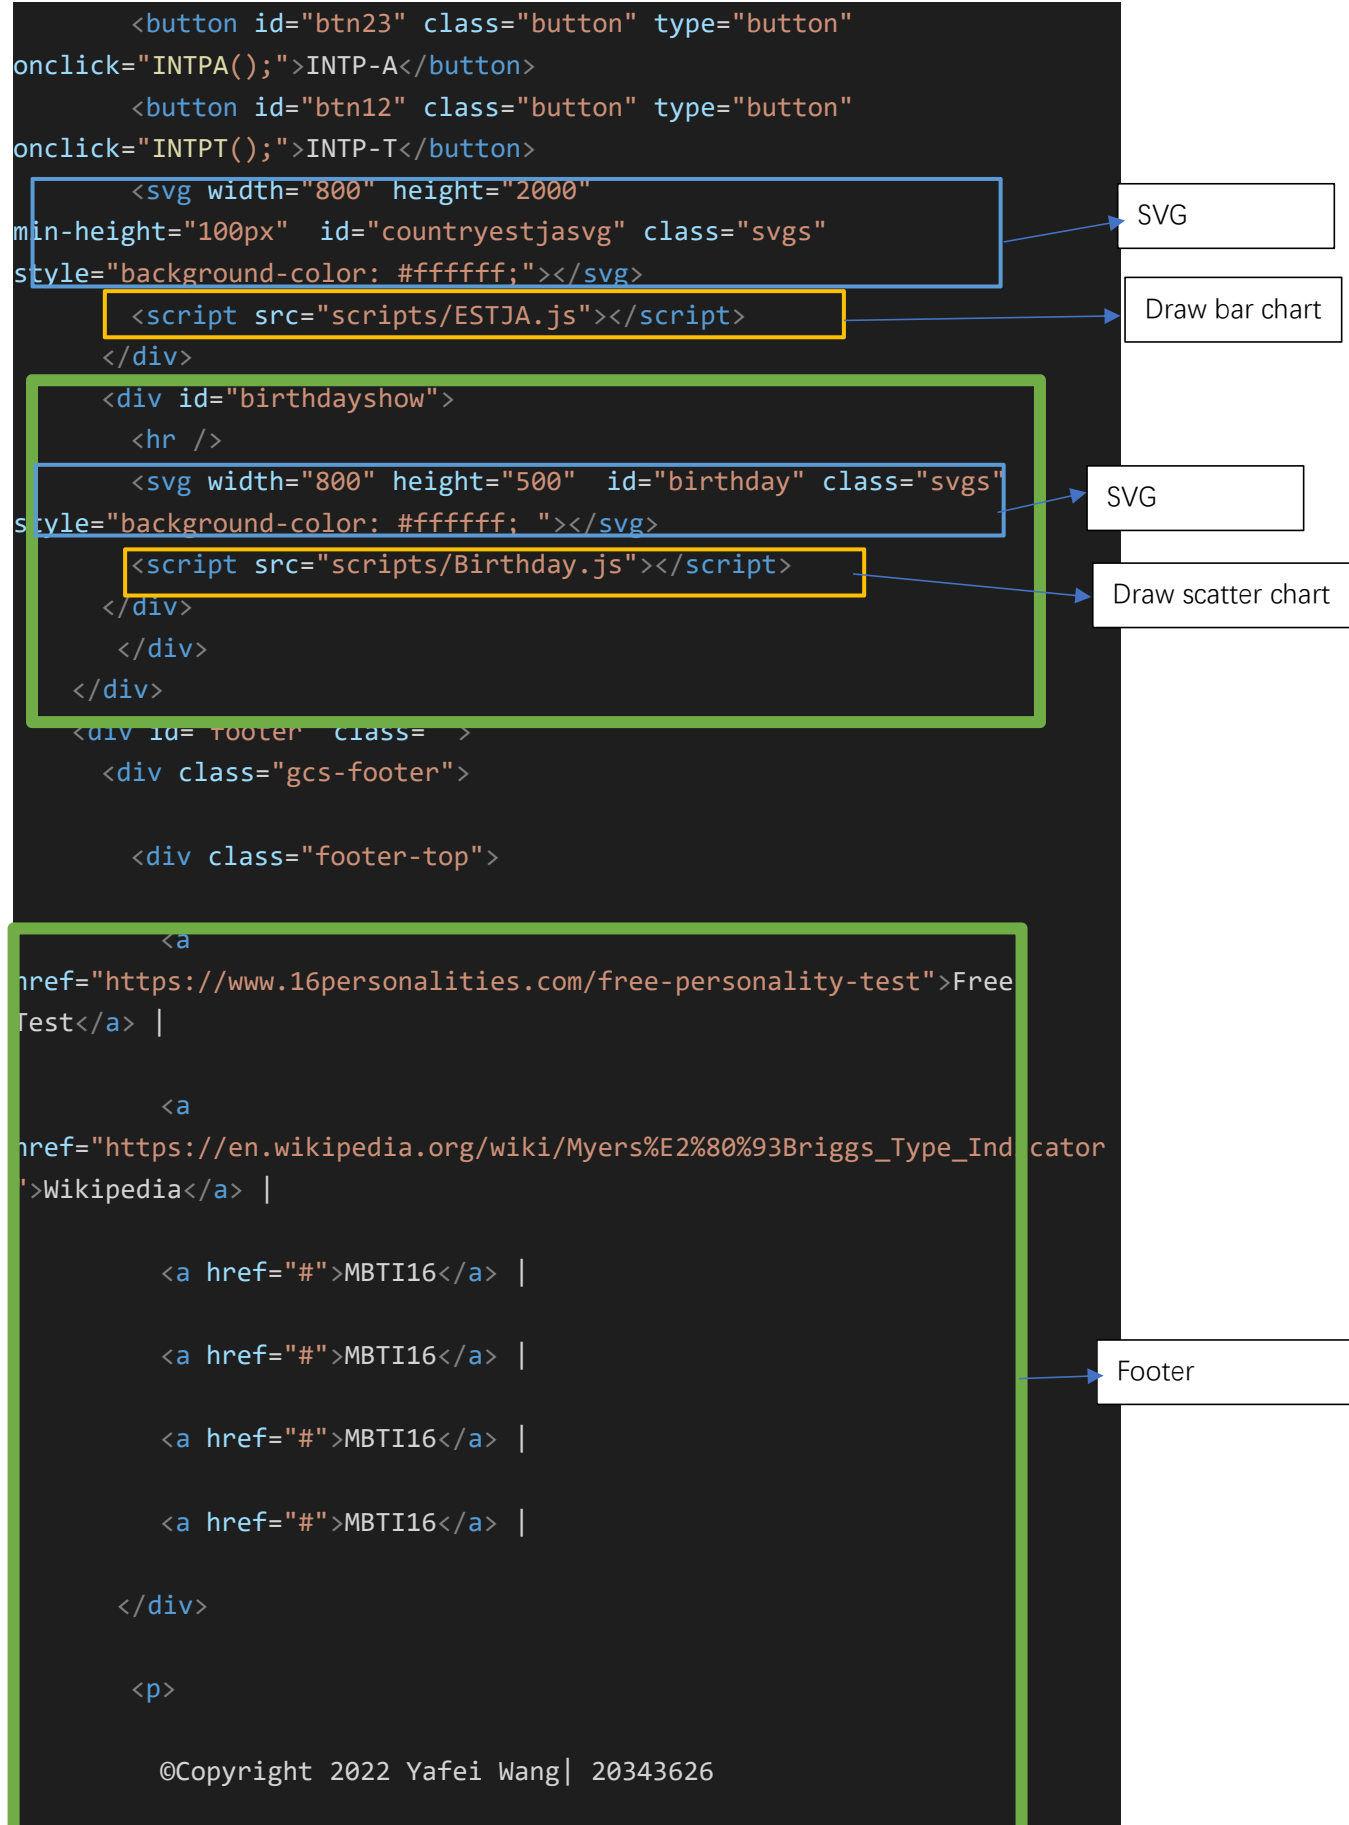 <button id="btn23" class="button" type="button"
onclick="INTPA();">INTP-A</button>
<button id="btn12" class="button" type="button"
onclick="INTPT();">INTP-T</button>
<svg width="800" height="2000"
min-height="100px"  id="countryestjasvg" class="svgs"
style="background-color: #ffffff;"></svg>
SVG
<script src="scripts/ESTJA.js"></script>
Draw bar chart
</div>
<div id="birthdayshow">
<hr />
<svg width="800" height="500"  id="birthday" class="svgs"
style="background-color: #ffffff; "></svg>
SVG
<script src="scripts/Birthday.js"></script>
Draw scatter chart
</div>
</div>
</div>
<div id="footer" class="">
<div class="gcs-footer">
<div class="footer-top">
<a
href="https://www.16personalities.com/free-personality-test">Free
Test</a> |
<a
href="https://en.wikipedia.org/wiki/Myers%E2%80%93Briggs_Type_Indicator
">Wikipedia</a> |
<a href="#">MBTI16</a> |
<a href="#">MBTI16</a> |
Footer
<a href="#">MBTI16</a> |
<a href="#">MBTI16</a> |
</div>
<p>
©Copyright 2022 Yafei Wang| 20343626